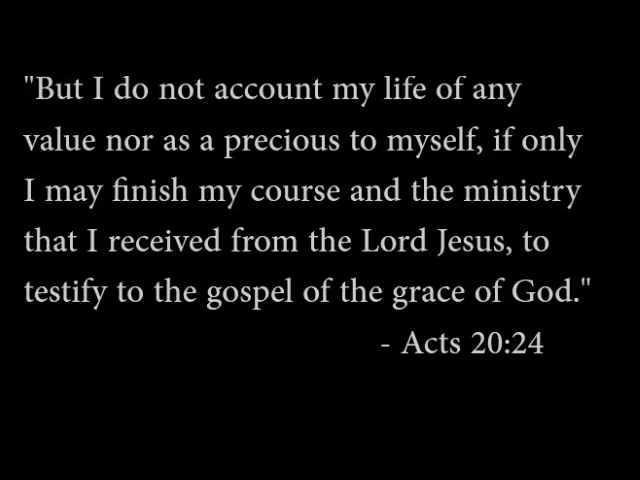 "But I do not account my life of any
value nor as a precious to myself, if only
I may finish my course and the ministry
that I received from the Lord Jesus, to
testify to the gospel of the grace of God."
- Acts 20:24